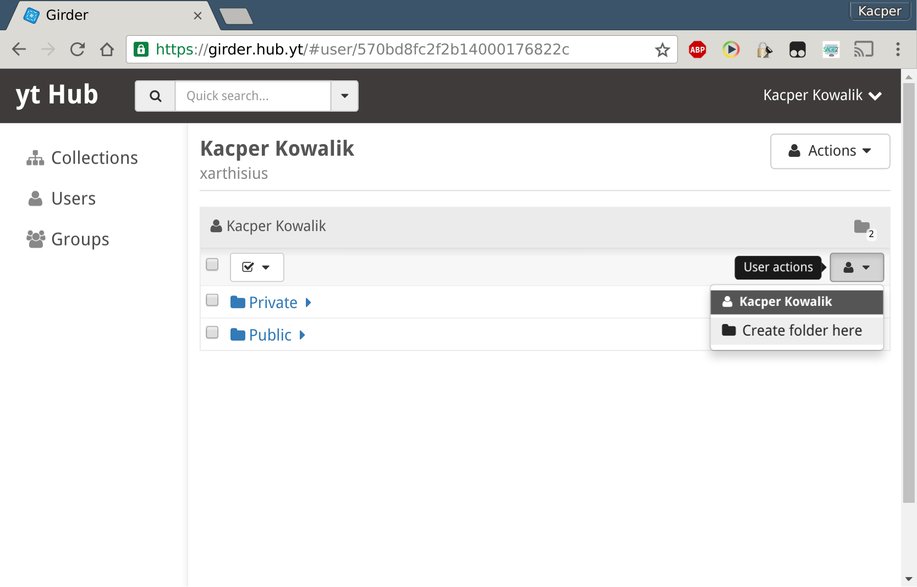 Girder
Kacper
https://girder.hub.yt/#user/570bd8fc2f2b14000176822c
ABP
yt Hub
Quick search...
Kacper Kowalik
Collections
Users
Groups
Kacper Kowalik
xarthisius
Actions
Kacper Kowalik
2
User actions
Private
Public
Kacper Kowalik
Create folder here